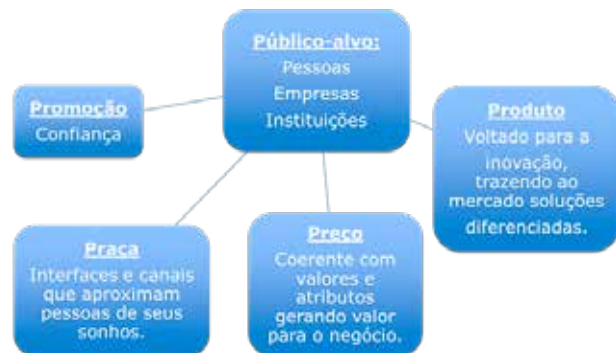 Público-alvo:
Pessoas
Empresas
Instituições
Promoção
Confiança
Produto
Voltado para a
inovação,
trazendo ao
mercado soluções
diferenciadas.
Praça
Interfaces e canais
que aproximam
pessoas de seus
sonhos.
Preço
Coerente com
valores e
atributos
gerando valor
para o negócio.